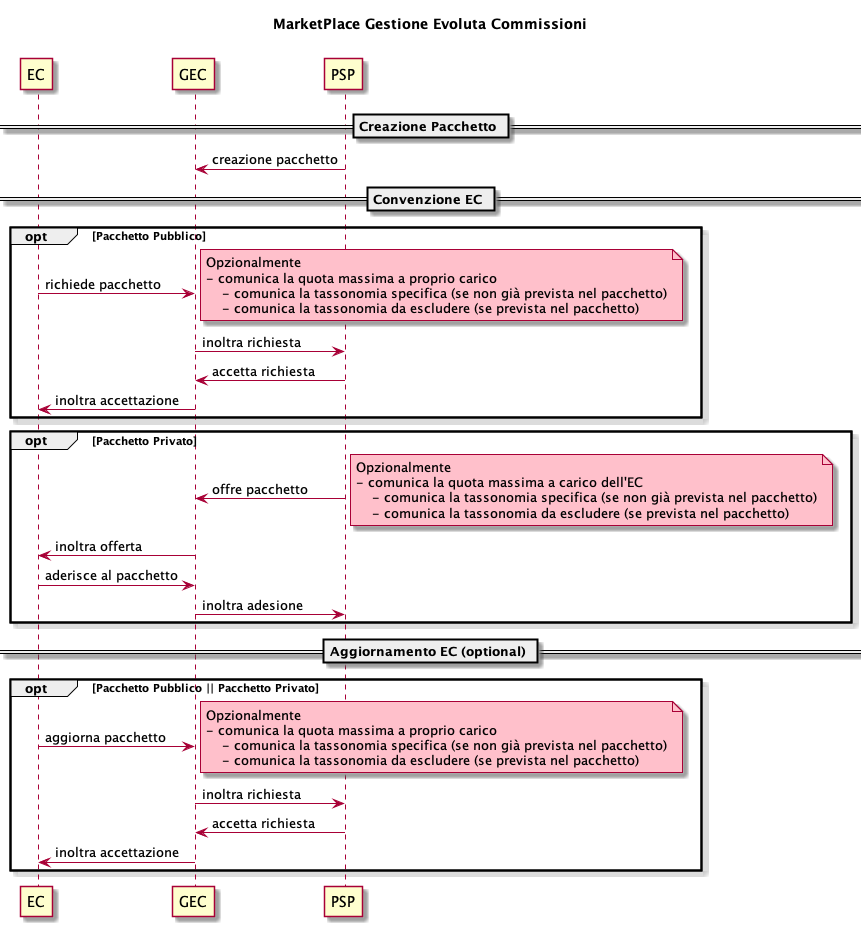 MarketPlace Gestione Evoluta Commissioni
EC GEC PSP
Creazione Pacchetto
creazione pacchetto
Convenzione EC
opt [Pacchetto Pubblico]
Opzionalmente
- comunica la quota massima a proprio carico
richiede pacchetto
- comunica la tassonomia specifica (se non già prevista nel pacchetto)
- comunica la tassonomia da escludere (se prevista nel pacchetto)
inoltra richiesta
accetta richiesta
inoltra accettazione
opt [Pacchetto Privato]
Opzionalmente
- comunica la quota massima a carico dell'EC
offre pacchetto
- comunica la tassonomia specifica (se non già prevista nel pacchetto)
- comunica la tassonomia da escludere (se prevista nel pacchetto)
inoltra offerta
aderisce al pacchetto
inoltra adesione
Aggiornamento EC (optional)
opt [Pacchetto Pubblico || Pacchetto Privato]
Opzionalmente
- comunica la quota massima a proprio carico
aggiorna pacchetto
- comunica la tassonomia specifica (se non già prevista nel pacchetto)
- comunica la tassonomia da escludere (se prevista nel pacchetto)
inoltra richiesta
accetta richiesta
inoltra accettazione
EC GEC PSP